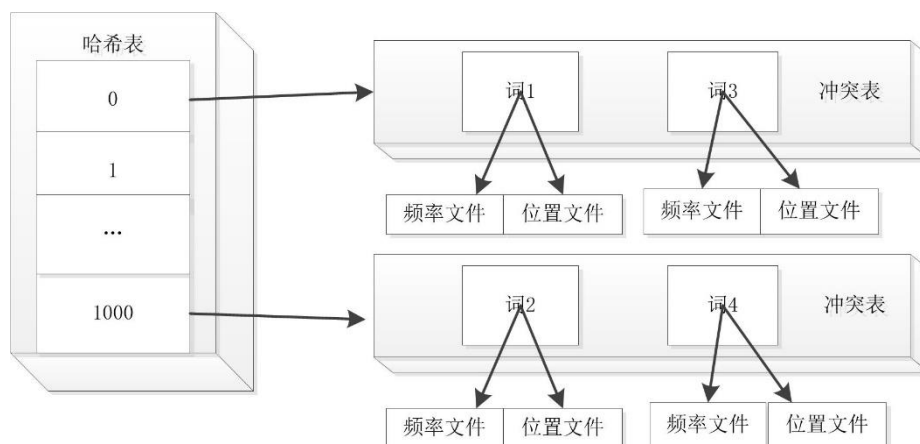 哈希表
0
1
...
1000
词1
词3
冲突表
频率文件 位置文件
频率文件 位置文件
词2
词4
冲突表
频率文件 位置文件
频率文件 位置文件